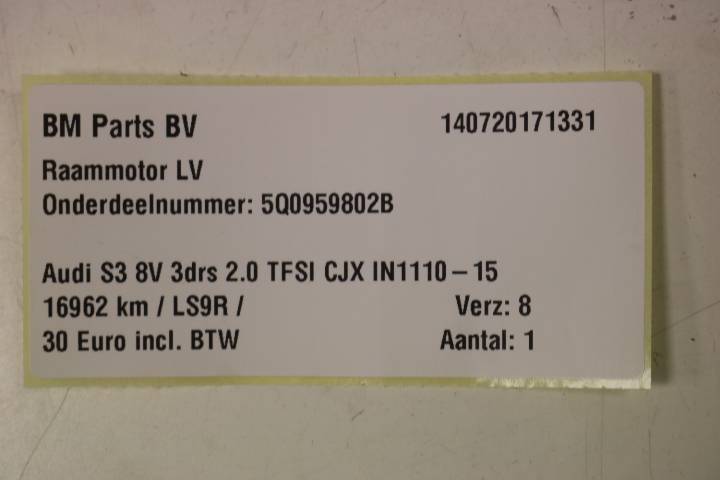 BM Parts BV 140720171331
Raammotor LV
Onderdeelnummer: 5Q0959802B
Audi S3 8V 3drs 2.0 TFSI CJX IN1110 – 15
16962 km / LS9R / Verz: 8
30 Euro incl. BTW Aantal: 1